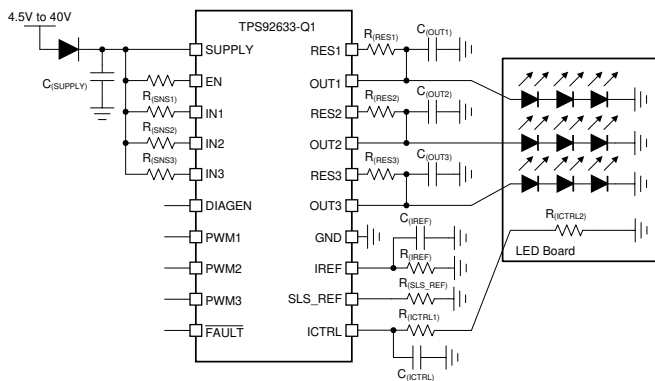 4.5V to 40V
TPS92633-Q1
C(SUPPLY)
R(SNS1)
R(SNS2)
R(SNS3)
SUPPLY
EN
IN1
IN2
IN3
DIAGEN
PWM1
PWM2
PWM3
FAULT
RES1
OUT1
RES2
OUT2
RES3
OUT3
GND
IREF
SLS_REF
ICTRL
R(RES1)
C(OUT1)
R(RES2)
C(OUT2)
R(RES3)
C(OUT3)
C(IREF)
R(IREF)
R(SLS_REF)
R(ICTRL1)
C(ICTRL)
R(ICTRL2)
LED Board